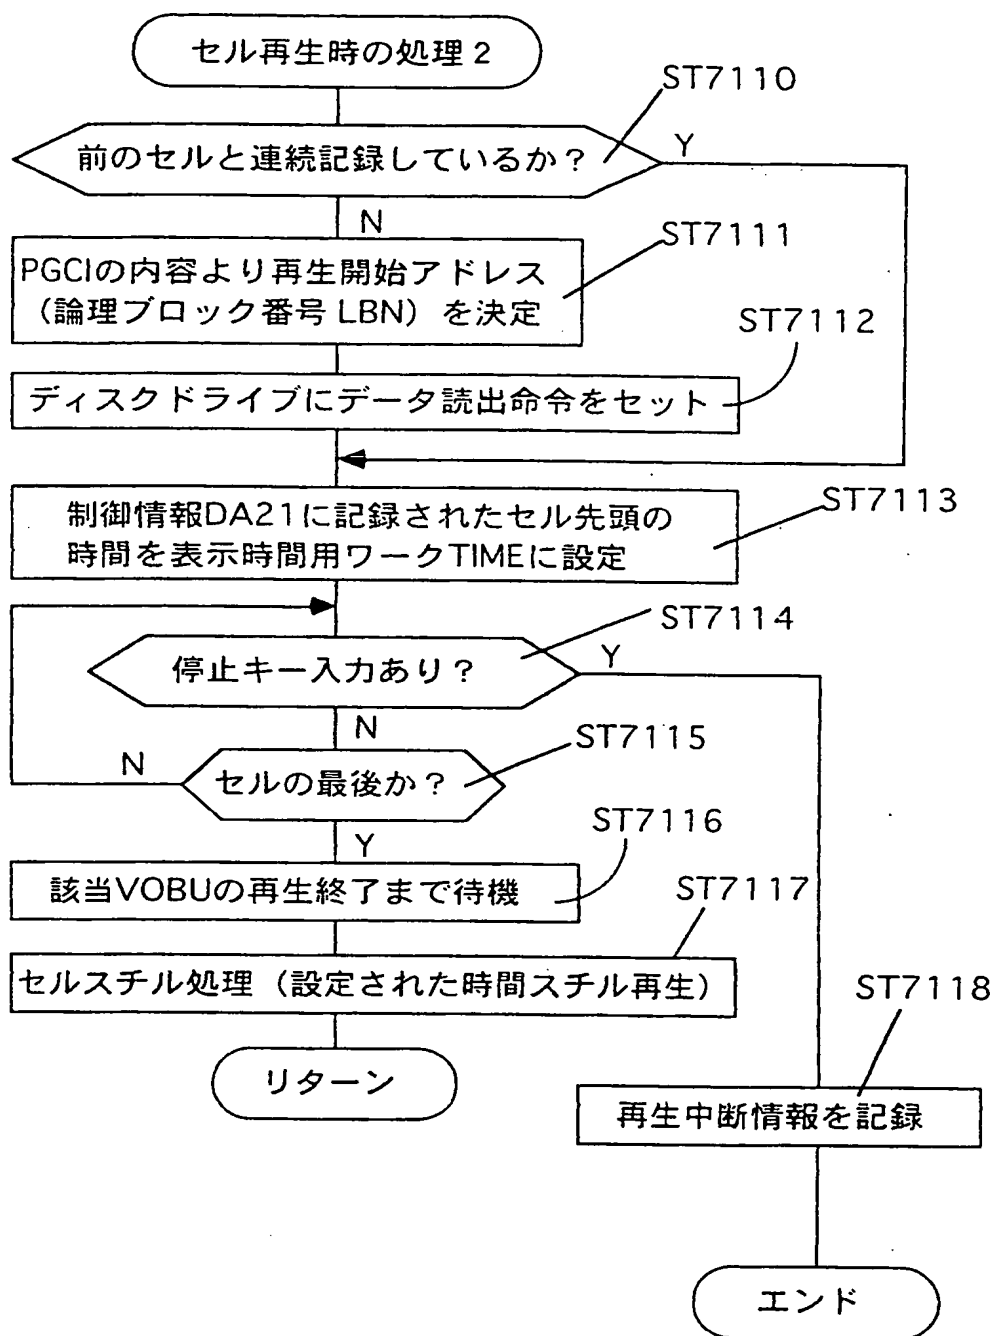 セル再生時の処理2
ST7110
前のセルと連続記録しているか?
Y
N
ST7111
PGCIの内容より再生開始アドレス
(論理ブロック番号 LBN)を決定
ST7112
ディスクドライブにデータ読出命令をセット
ST7113
制御情報DA21に記録されたセル先頭の
時間を表示時間用ワークTIMEに設定
ST7114
停止キー入力あり?
Y
N
ST7115
N
セルの最後か?
Y
ST7116
該当VOBUの再生終了まで待機
ST7117
セルスチル処理(設定された時間スチル再生)
ST7118
リターン
再生中断情報を記録
エンド